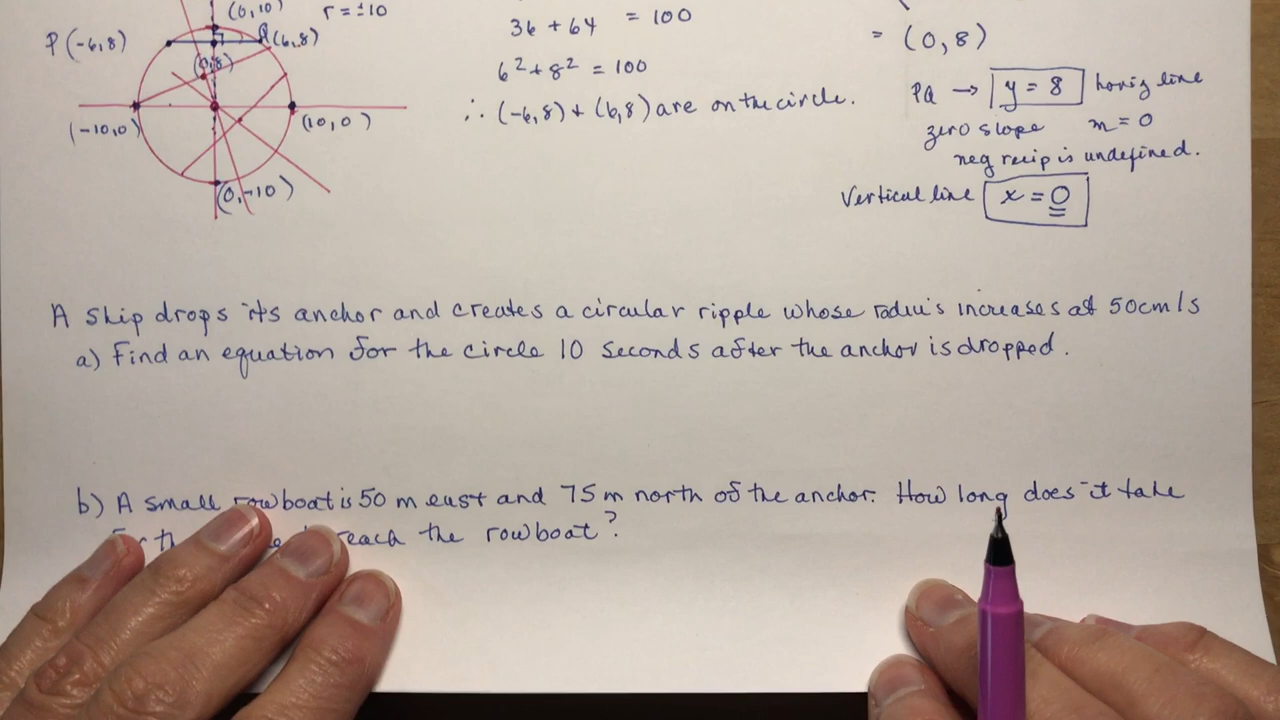 (0,10)
r = ±10
P(-6,8)
Q(6,8)
(0,8)
(-10,0)
(10,0)
(0,-10)
36 + 64 = 100
6² + 8² = 100
∴ (-6,8) + (6,8) are on the circle.
= (0,8)
PQ → y = 8 horiz line
zero slope m = 0
neg recip is undefined.
Vertical line x = 0
A ship drops its anchor and creates a circular ripple whose radius increases at 50cm/s
a) Find an equation for the circle 10 seconds after the anchor is dropped.
b) A small rowboat is 50 m east and 75 m north of the anchor. How long does it take
reach the rowboat?